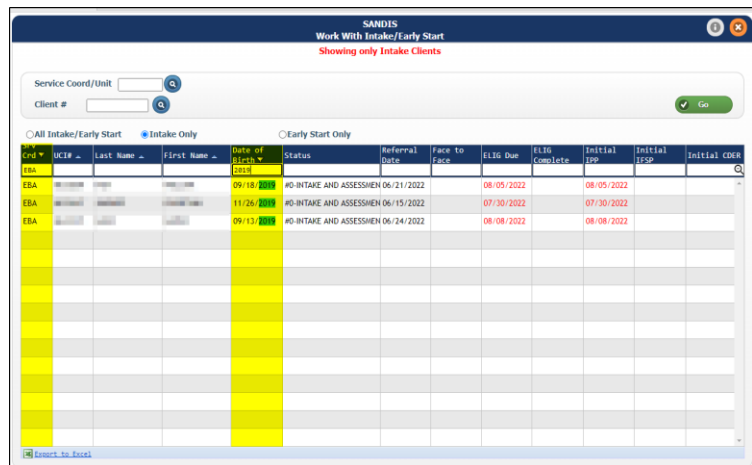 SANDIS
Work With Intake/Early Start
Showing only Intake Clients
Service Coord/Unit
Client #
Go
All Intake/Early Start Intake Only Early Start Only
Crd UCI# Last Name First Name Date of Birth Status Referral Date Face to Face ELIG Due ELIG Complete Initial IPP Initial IFSP Initial CDER
EBA 2019
EBA 09/18/2019 #0-INTAKE AND ASSESSMEN 06/21/2022 08/05/2022 08/05/2022
EBA 11/26/2019 #0-INTAKE AND ASSESSMEN 06/15/2022 07/30/2022 07/30/2022
EBA 09/13/2019 #0-INTAKE AND ASSESSMEN 06/24/2022 08/08/2022 08/08/2022
Export to Excel